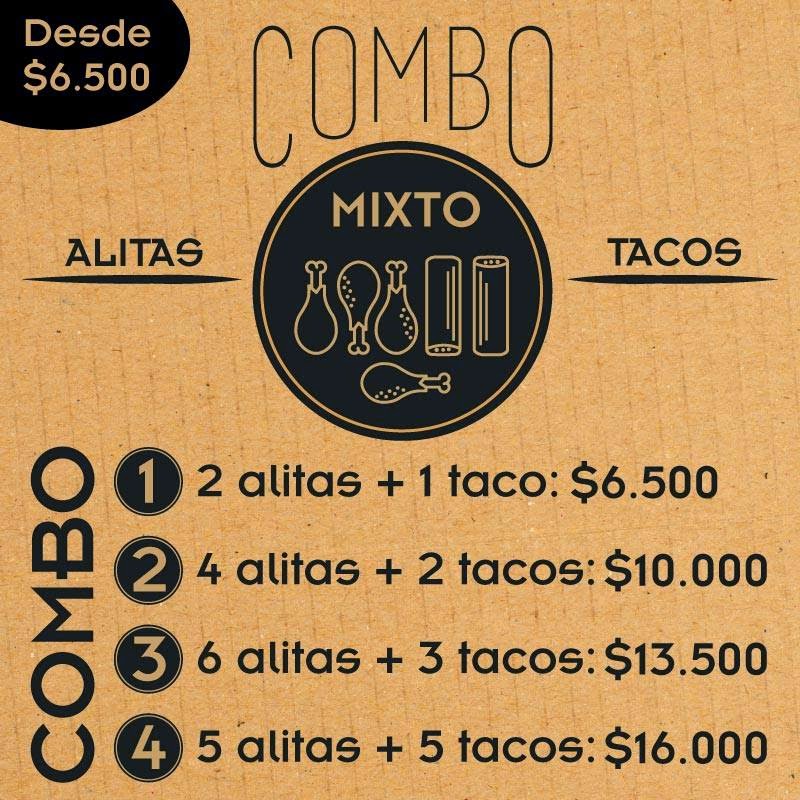 Desde
$6.500
COMBO
MIXTO
ALITAS
TACOS
COMBO
1 2 alitas + 1 taco: $6.500
2 4 alitas + 2 tacos: $10.000
3 6 alitas + 3 tacos: $13.500
4 5 alitas + 5 tacos: $16.000